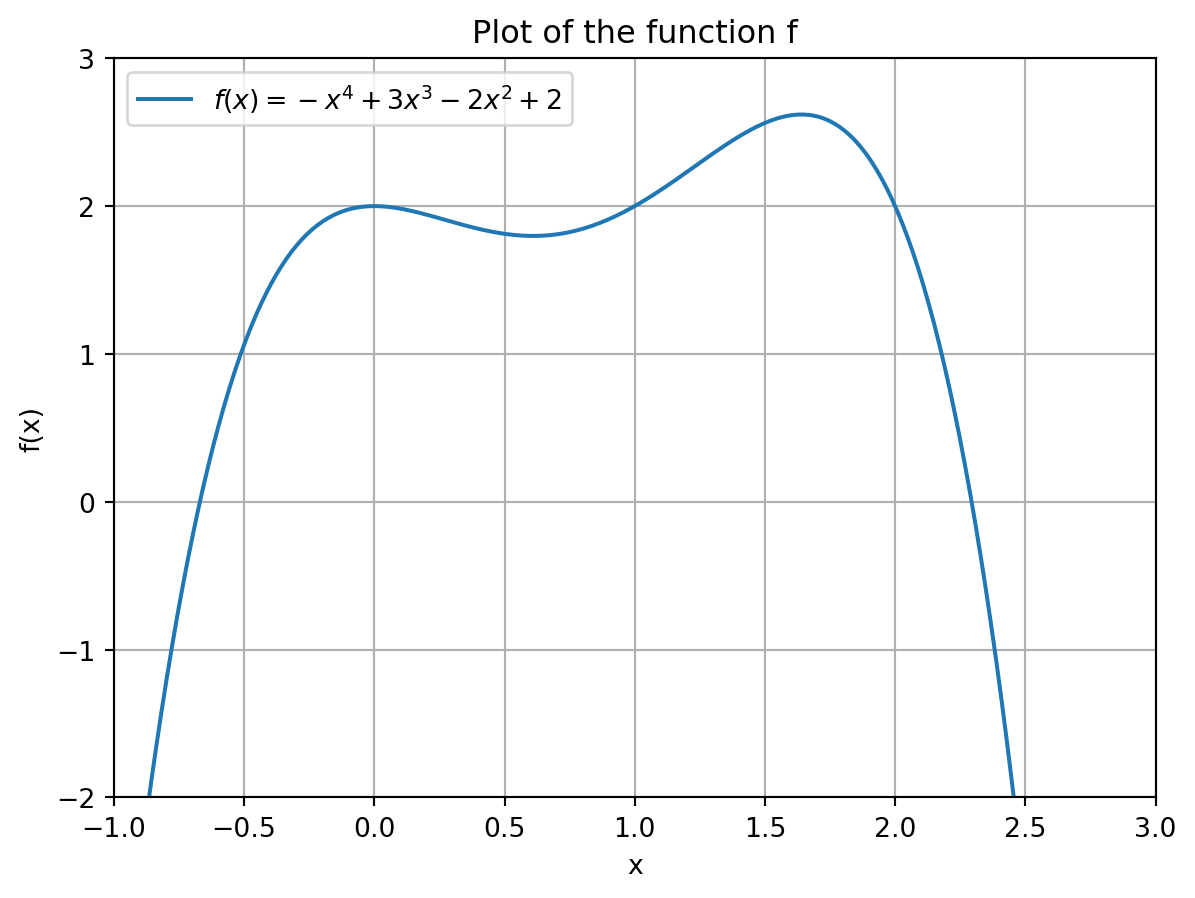 Plot of the function f
f(x) = −x⁴ + 3x³ − 2x² + 2
3
2
1
0
−1
−2
f(x)
−1.0 −0.5 0.0 0.5 1.0 1.5 2.0 2.5 3.0
x